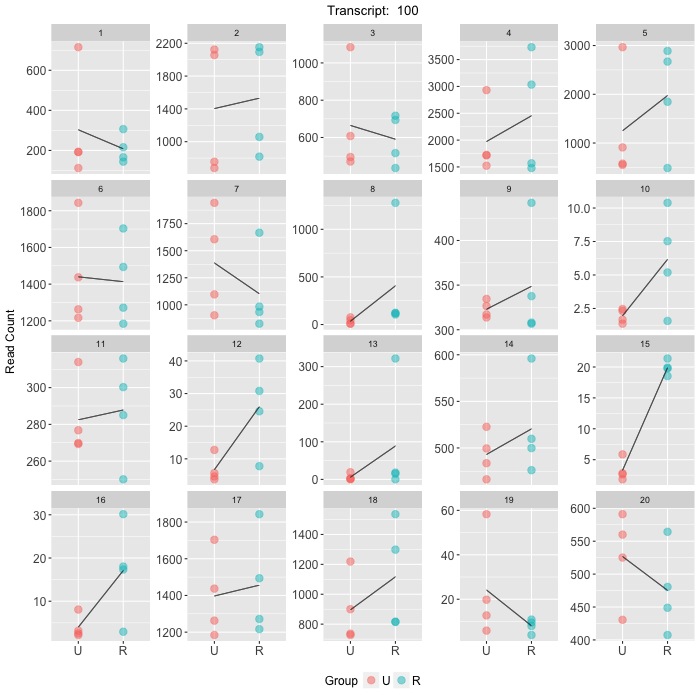 Transcript: 100
1 2 3 4 5
600 400 200
2200 1800 1400 1000
1000 800 600
3500 3000 2500 2000 1500
3000 2000 1000
6 7 8 9 10
1800 1600 1400 1200
1750 1500 1250 1000
1000 500 0
400 350 300
10.0 7.5 5.0 2.5
Read Count
11 12 13 14 15
300 280 260
40 30 20 10
300 200 100 0
600 550 500
20 15 10 5
16 17 18 19 20
30 20 10
1800 1600 1400 1200
1400 1200 1000 800
60 40 20
600 550 500 450 400
U R U R U R U R U R
Group U R